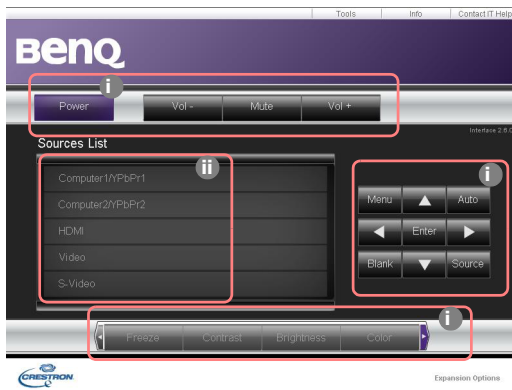 Tools Info Contact IT Help
BenQ
i
Power Vol - Mute Vol +
Interface 2.8.0
Sources List
ii
i
Computer1/YPbPr1
Computer2/YPbPr2
HDMI
Video
S-Video
Menu Auto
Enter
Blank Source
i
Freeze Contrast Brightness Color
CRESTRON
Expansion Options